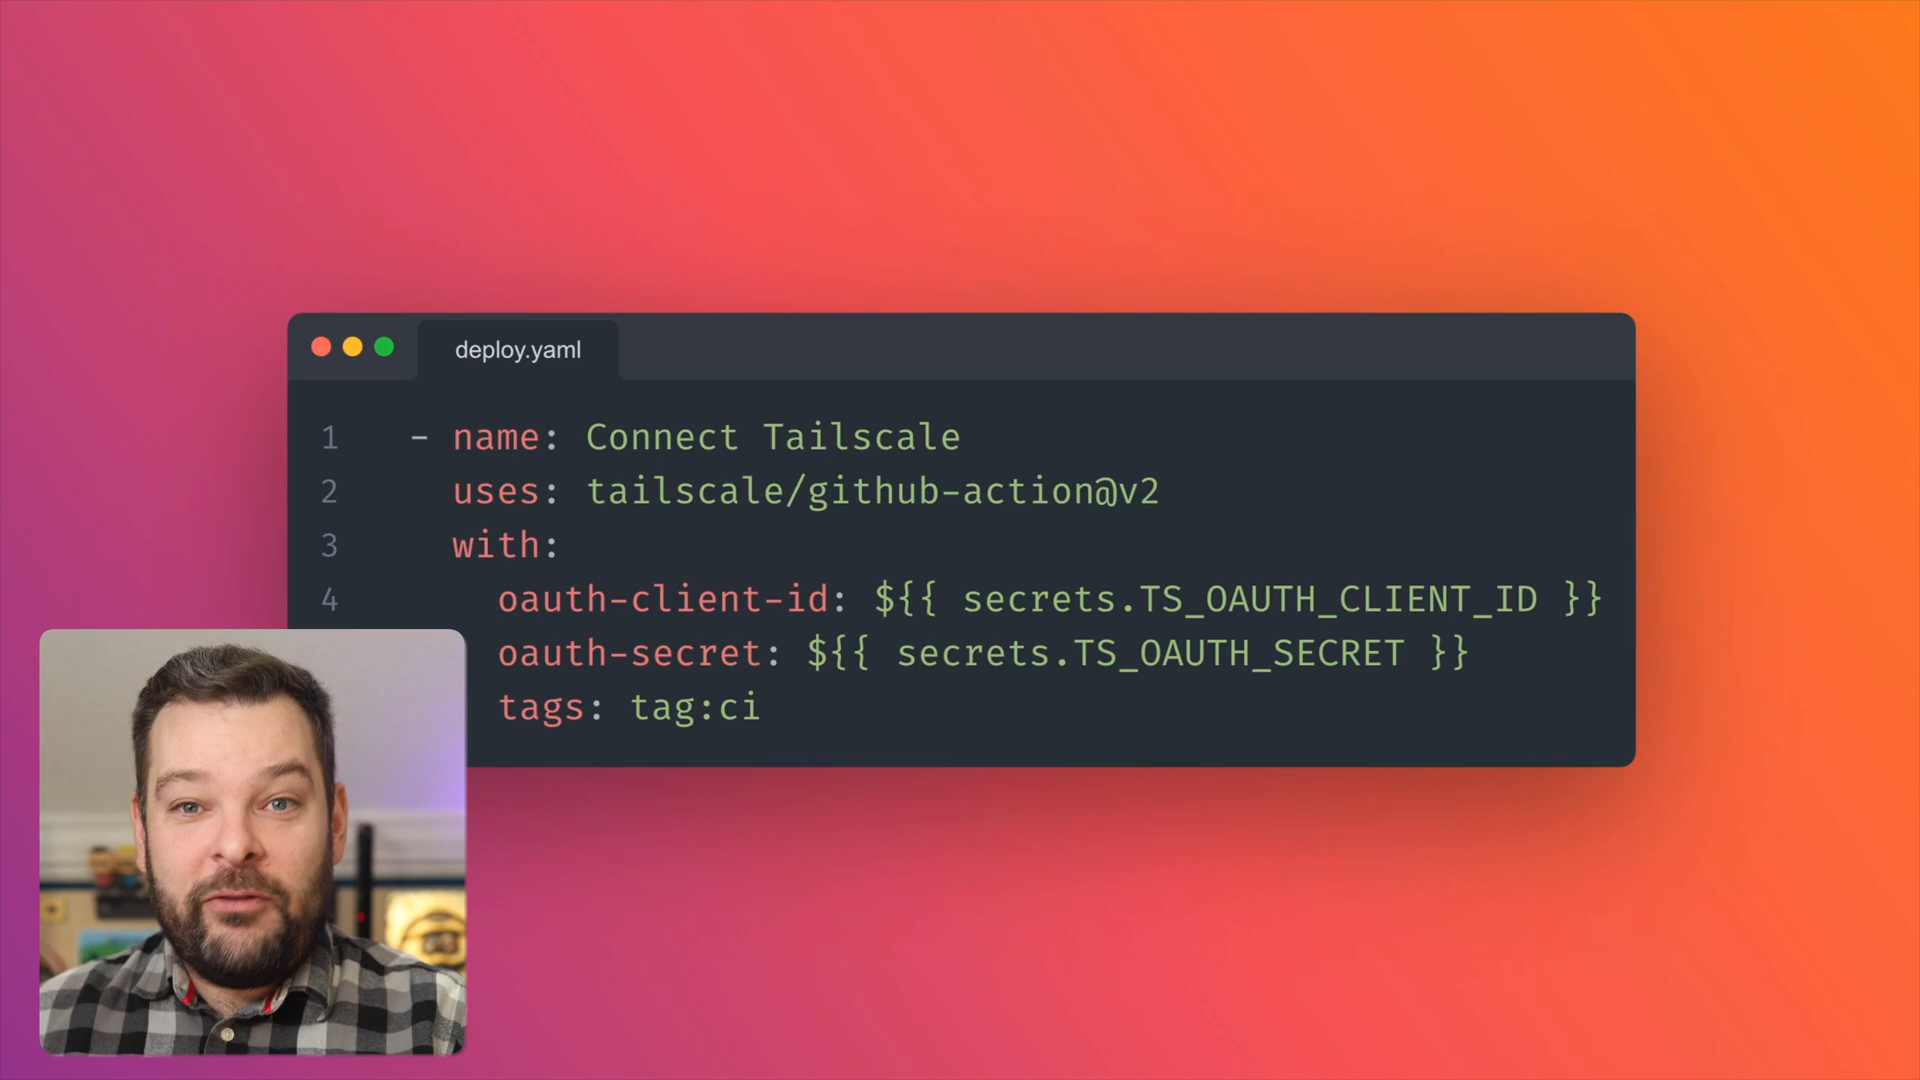 deploy.yaml
1 - name: Connect Tailscale
2 uses: tailscale/github-action@v2
3 with:
4 oauth-client-id: ${{ secrets.TS_OAUTH_CLIENT_ID }}
oauth-secret: ${{ secrets.TS_OAUTH_SECRET }}
tags: tag:ci